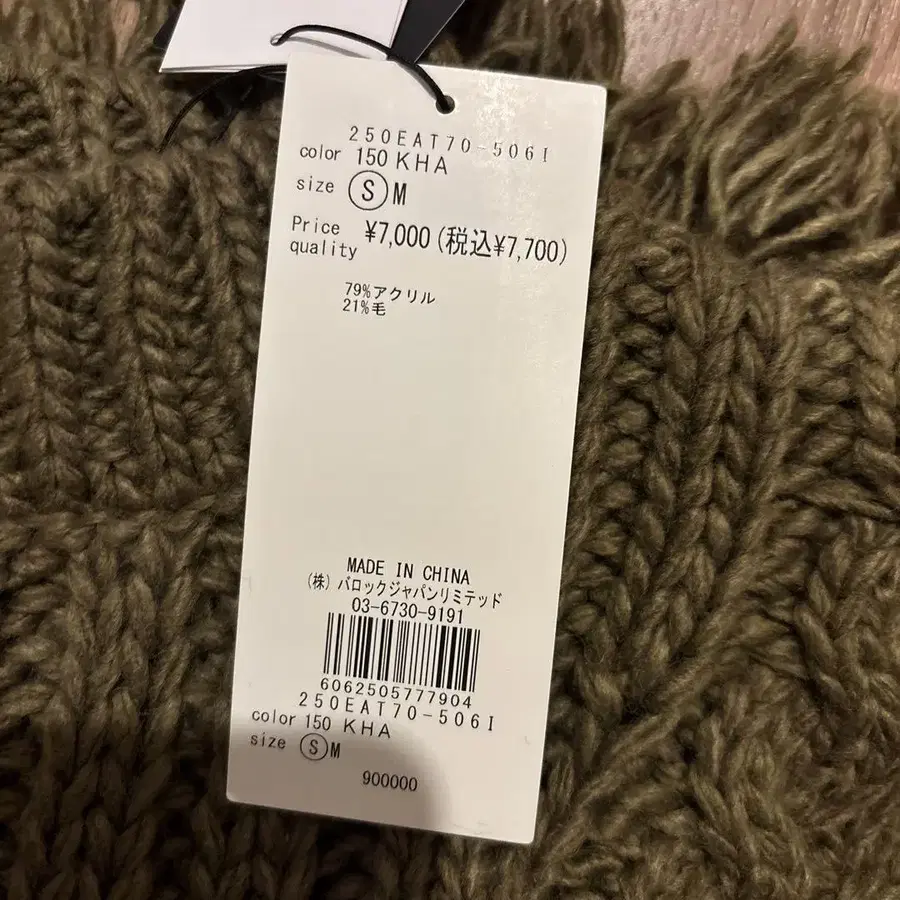 250EAT70-506I
color 150 KHA
size Ⓢ M
Price ¥7,000 (税込¥7,700)
quality
79%アクリル
21%毛
MADE IN CHINA
(株) バロックジャパンリミテッド
03-6730-9191
6062505777904
250EAT70-506I
color 150 KHA
size Ⓢ M
900000